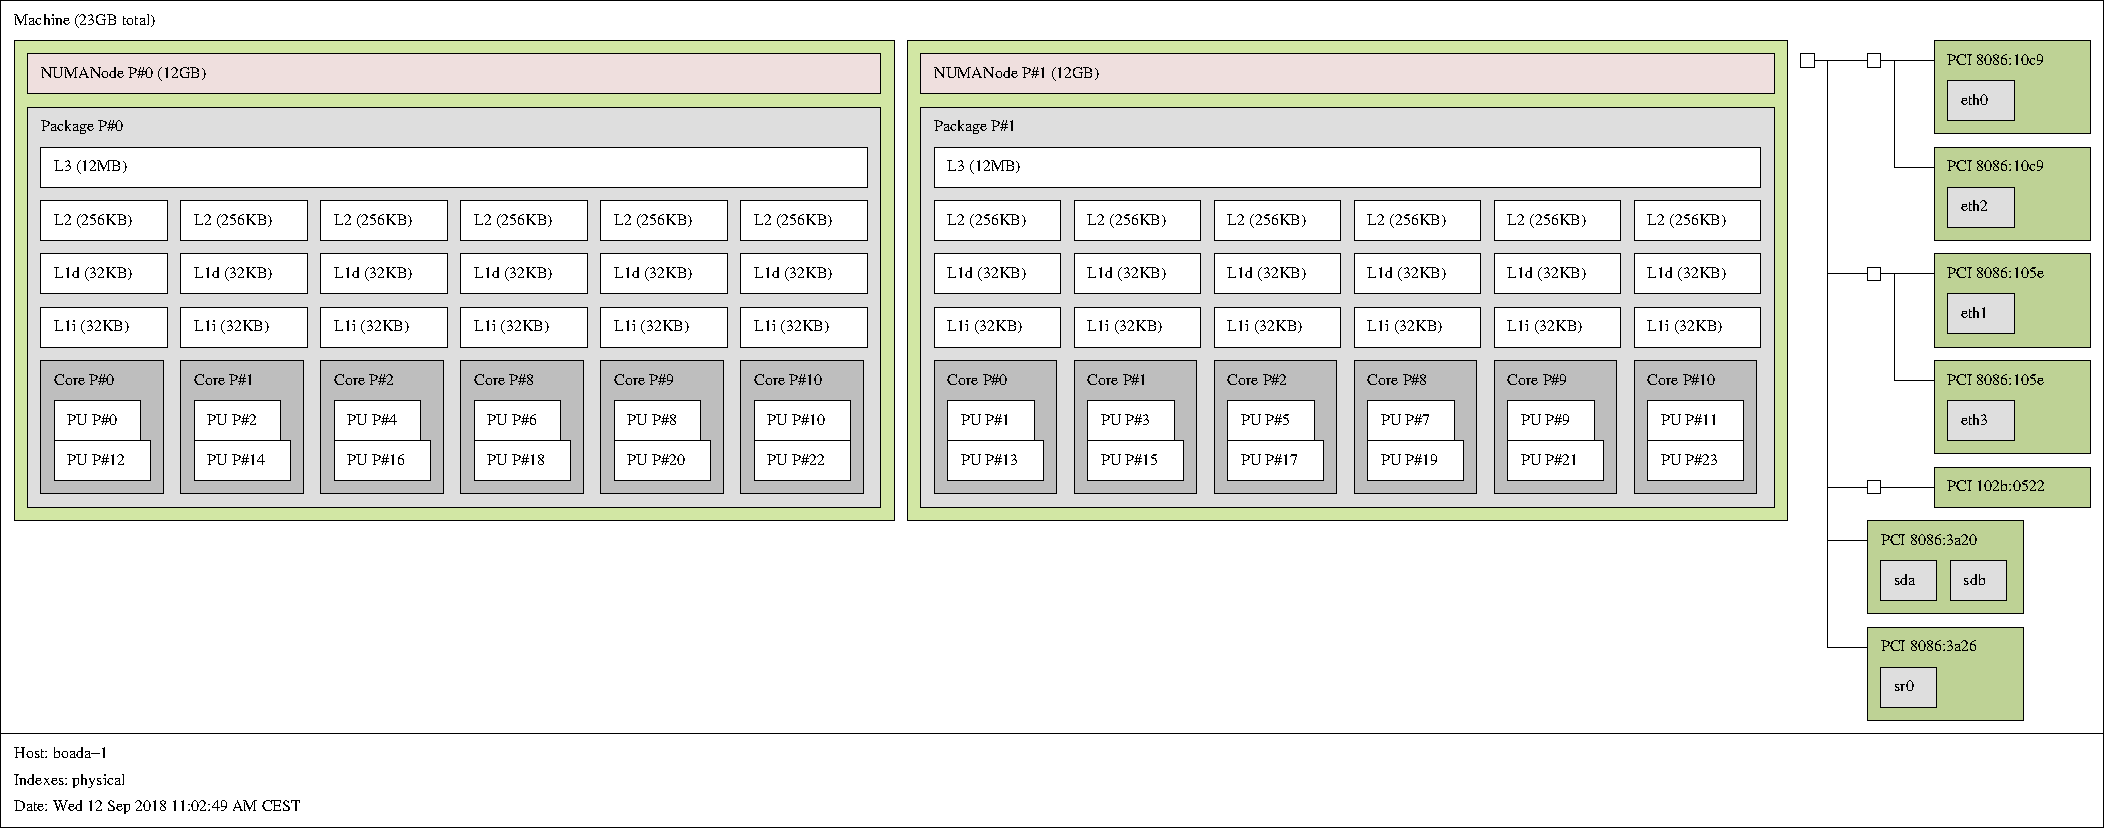 Machine (23GB total)
NUMANode P#0 (12GB)
Package P#0
L3 (12MB)
L2 (256KB) L2 (256KB) L2 (256KB) L2 (256KB) L2 (256KB) L2 (256KB)
L1d (32KB) L1d (32KB) L1d (32KB) L1d (32KB) L1d (32KB) L1d (32KB)
L1i (32KB) L1i (32KB) L1i (32KB) L1i (32KB) L1i (32KB) L1i (32KB)
Core P#0 Core P#1 Core P#2 Core P#8 Core P#9 Core P#10
PU P#0 PU P#2 PU P#4 PU P#6 PU P#8 PU P#10
PU P#12 PU P#14 PU P#16 PU P#18 PU P#20 PU P#22
NUMANode P#1 (12GB)
Package P#1
L3 (12MB)
L2 (256KB) L2 (256KB) L2 (256KB) L2 (256KB) L2 (256KB) L2 (256KB)
L1d (32KB) L1d (32KB) L1d (32KB) L1d (32KB) L1d (32KB) L1d (32KB)
L1i (32KB) L1i (32KB) L1i (32KB) L1i (32KB) L1i (32KB) L1i (32KB)
Core P#0 Core P#1 Core P#2 Core P#8 Core P#9 Core P#10
PU P#1 PU P#3 PU P#5 PU P#7 PU P#9 PU P#11
PU P#13 PU P#15 PU P#17 PU P#19 PU P#21 PU P#23
PCI 8086:10c9
eth0
PCI 8086:10c9
eth2
PCI 8086:105e
eth1
PCI 8086:105e
eth3
PCI 102b:0522
PCI 8086:3a20
sda sdb
PCI 8086:3a26
sr0
Host: boada−1
Indexes: physical
Date: Wed 12 Sep 2018 11:02:49 AM CEST